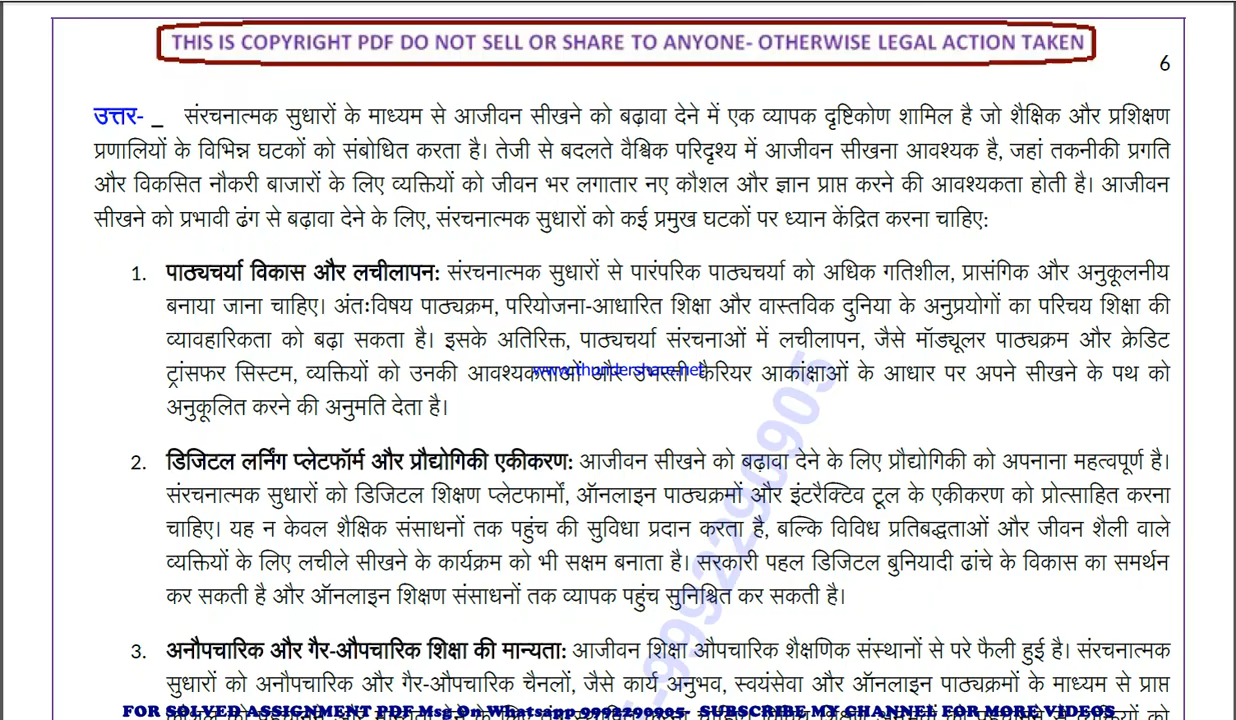 THIS IS COPYRIGHT PDF DO NOT SELL OR SHARE TO ANYONE- OTHERWISE LEGAL ACTION TAKEN
6
उत्तर- _ संरचनात्मक सुधारों के माध्यम से आजीवन सीखने को बढ़ावा देने में एक व्यापक दृष्टिकोण शामिल है जो शैक्षिक और प्रशिक्षण
प्रणालियों के विभिन्न घटकों को संबोधित करता है। तेजी से बदलते वैश्विक परिदृश्य में आजीवन सीखना आवश्यक है, जहां तकनीकी प्रगति
और विकसित नौकरी बाजारों के लिए व्यक्तियों को जीवन भर लगातार नए कौशल और ज्ञान प्राप्त करने की आवश्यकता होती है। आजीवन
सीखने को प्रभावी ढंग से बढ़ावा देने के लिए, संरचनात्मक सुधारों को कई प्रमुख घटकों पर ध्यान केंद्रित करना चाहिए:
1. पाठ्यचर्या विकास और लचीलापन: संरचनात्मक सुधारों से पारंपरिक पाठ्यचर्या को अधिक गतिशील, प्रासंगिक और अनुकूलनीय
बनाया जाना चाहिए। अंतःविषय पाठ्यक्रम, परियोजना-आधारित शिक्षा और वास्तविक दुनिया के अनुप्रयोगों का परिचय शिक्षा की
व्यावहारिकता को बढ़ा सकता है। इसके अतिरिक्त, पाठ्यचर्या संरचनाओं में लचीलापन, जैसे मॉड्यूलर पाठ्यक्रम और क्रेडिट
ट्रांसफर सिस्टम, व्यक्तियों को उनकी आवश्यकताओं और उभरती कैरियर आकांक्षाओं के आधार पर अपने सीखने के पथ को
www.thundershare.net
अनुकूलित करने की अनुमति देता है।
2. डिजिटल लर्निंग प्लेटफॉर्म और प्रौद्योगिकी एकीकरण: आजीवन सीखने को बढ़ावा देने के लिए प्रौद्योगिकी को अपनाना महत्वपूर्ण है।
संरचनात्मक सुधारों को डिजिटल शिक्षण प्लेटफार्मों, ऑनलाइन पाठ्यक्रमों और इंटरैक्टिव टूल के एकीकरण को प्रोत्साहित करना
चाहिए। यह न केवल शैक्षिक संसाधनों तक पहुंच की सुविधा प्रदान करता है, बल्कि विविध प्रतिबद्धताओं और जीवन शैली वाले
व्यक्तियों के लिए लचीले सीखने के कार्यक्रम को भी सक्षम बनाता है। सरकारी पहल डिजिटल बुनियादी ढांचे के विकास का समर्थन
कर सकती है और ऑनलाइन शिक्षण संसाधनों तक व्यापक पहुंच सुनिश्चित कर सकती है।
3. अनौपचारिक और गैर-औपचारिक शिक्षा की मान्यता: आजीवन शिक्षा औपचारिक शैक्षणिक संस्थानों से परे फैली हुई है। संरचनात्मक
सुधारों को अनौपचारिक और गैर-औपचारिक चैनलों, जैसे कार्य अनुभव, स्वयंसेवा और ऑनलाइन पाठ्यक्रमों के माध्यम से प्राप्त
-9992290905
FOR SOLVED ASSIGNMENT PDF Msg On Whatsapp 9992290905- SUBSCRIBE MY CHANNEL FOR MORE VIDEOS